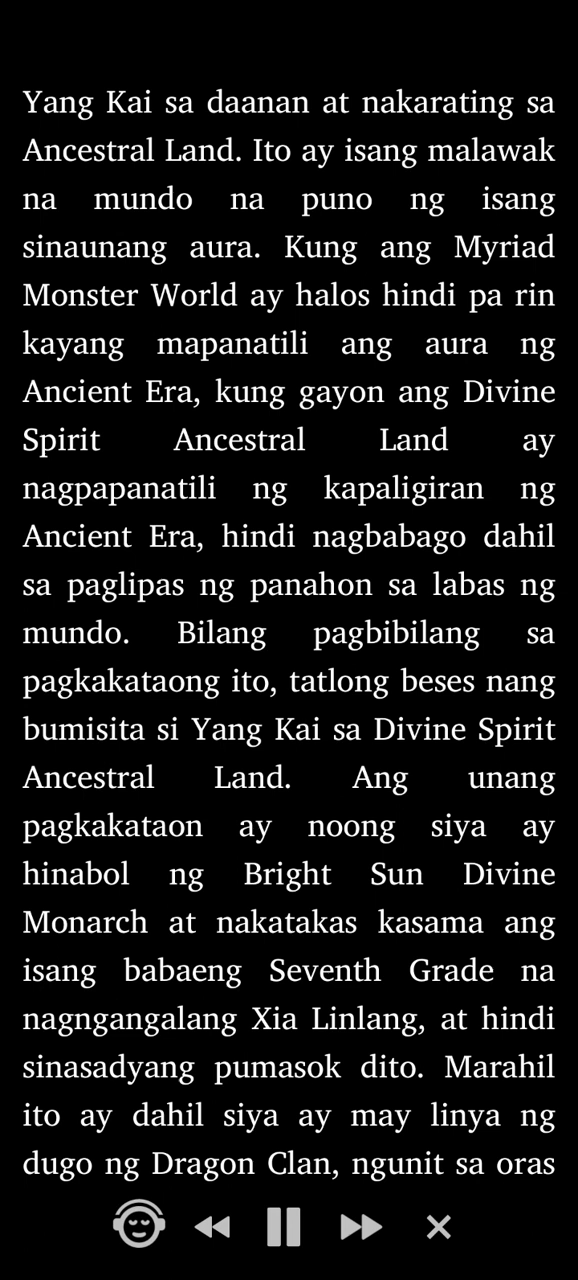 Yang Kai sa daanan at nakarating sa
Ancestral Land. Ito ay isang malawak
na mundo na puno ng isang
sinaunang aura. Kung ang Myriad
Monster World ay halos hindi pa rin
kayang mapanatili ang aura ng
Ancient Era, kung gayon ang Divine
Spirit Ancestral Land ay
nagpapanatili ng kapaligiran ng
Ancient Era, hindi nagbabago dahil
sa paglipas ng panahon sa labas ng
mundo. Bilang pagbibilang sa
pagkakataong ito, tatlong beses nang
bumisita si Yang Kai sa Divine Spirit
Ancestral Land. Ang unang
pagkakataon ay noong siya ay
hinabol ng Bright Sun Divine
Monarch at nakatakas kasama ang
isang babaeng Seventh Grade na
nagngangalang Xia Linlang, at hindi
sinasadyang pumasok dito. Marahil
ito ay dahil siya ay may linya ng
dugo ng Dragon Clan, ngunit sa oras